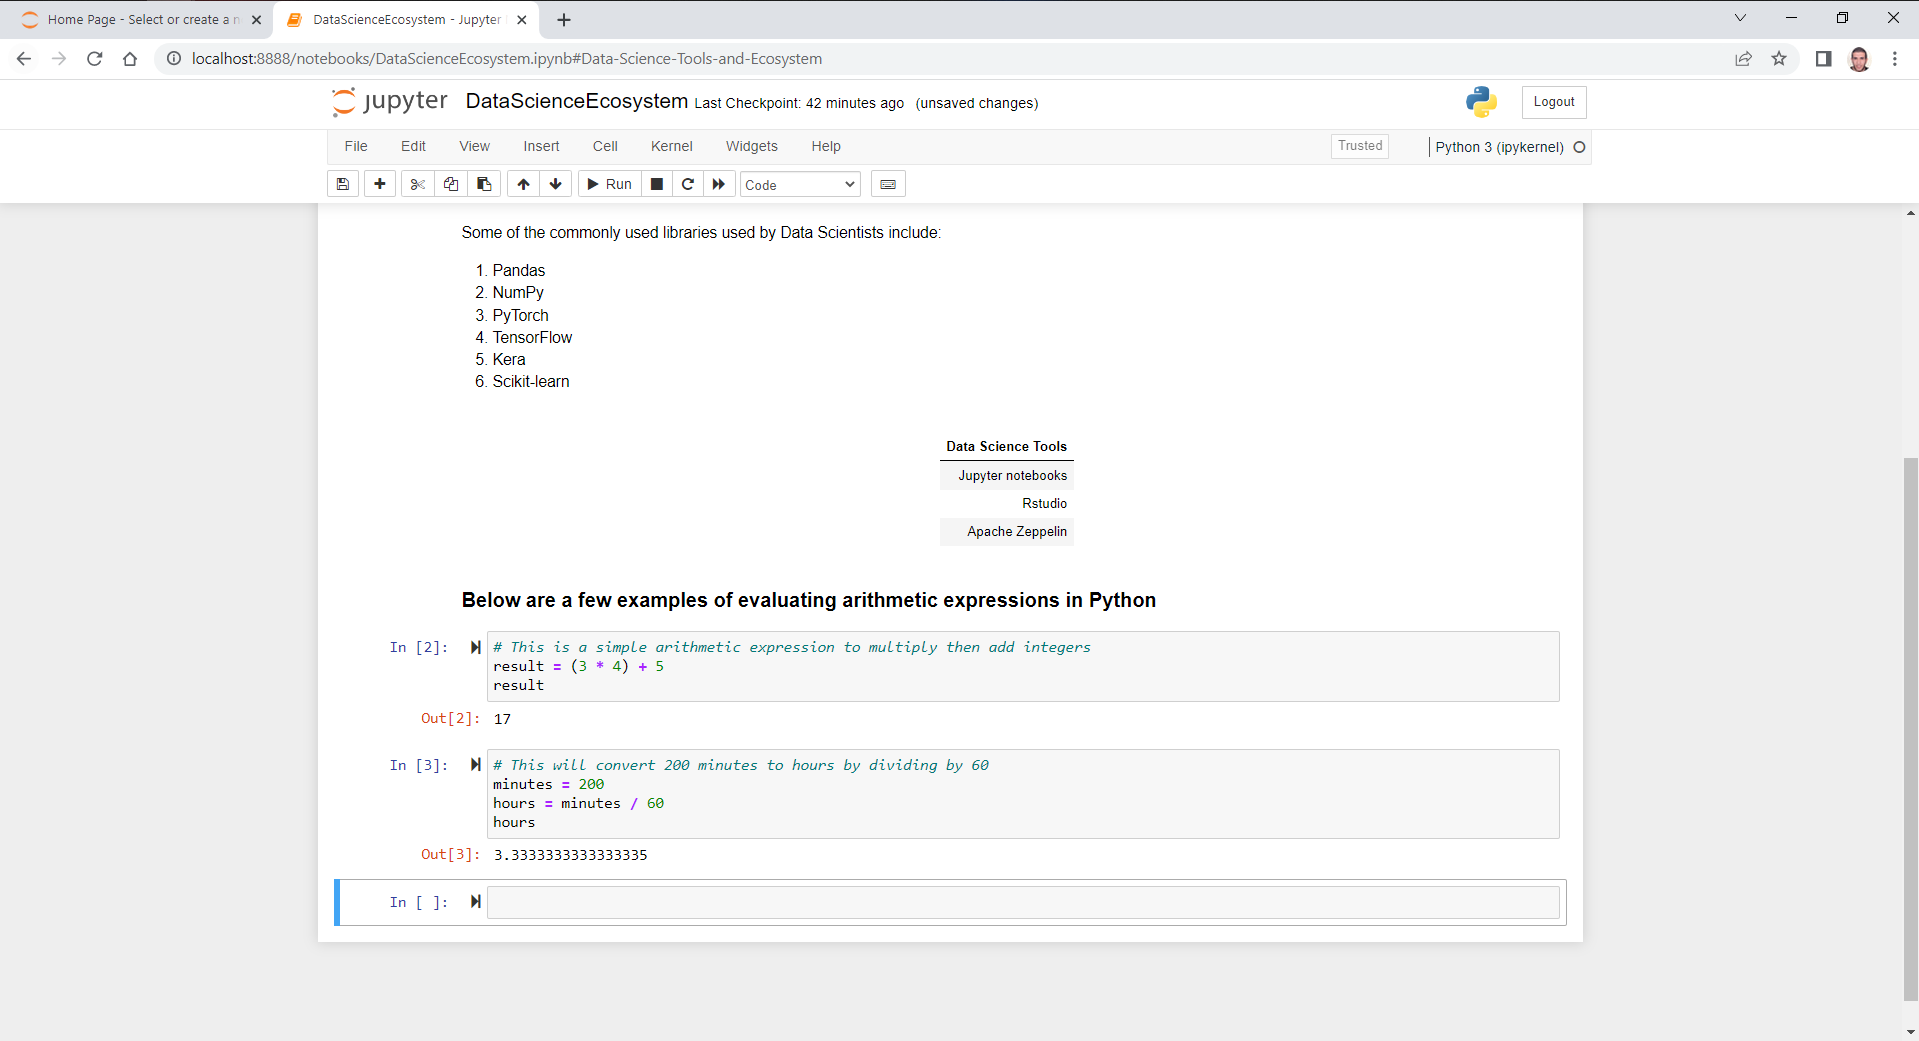 Home Page - Select or create a n
DataScienceEcosystem - Jupyter
localhost:8888/notebooks/DataScienceEcosystem.ipynb#Data-Science-Tools-and-Ecosystem
jupyter DataScienceEcosystem Last Checkpoint: 42 minutes ago (unsaved changes)
Logout
File Edit View Insert Cell Kernel Widgets Help
Trusted
Python 3 (ipykernel)
Run
Code
Some of the commonly used libraries used by Data Scientists include:
1. Pandas
2. NumPy
3. PyTorch
4. TensorFlow
5. Kera
6. Scikit-learn
Data Science Tools
Jupyter notebooks
Rstudio
Apache Zeppelin
Below are a few examples of evaluating arithmetic expressions in Python
In [2]: # This is a simple arithmetic expression to multiply then add integers
result = (3 * 4) + 5
result
Out[2]: 17
In [3]: # This will convert 200 minutes to hours by dividing by 60
minutes = 200
hours = minutes / 60
hours
Out[3]: 3.3333333333333335
In [ ]: